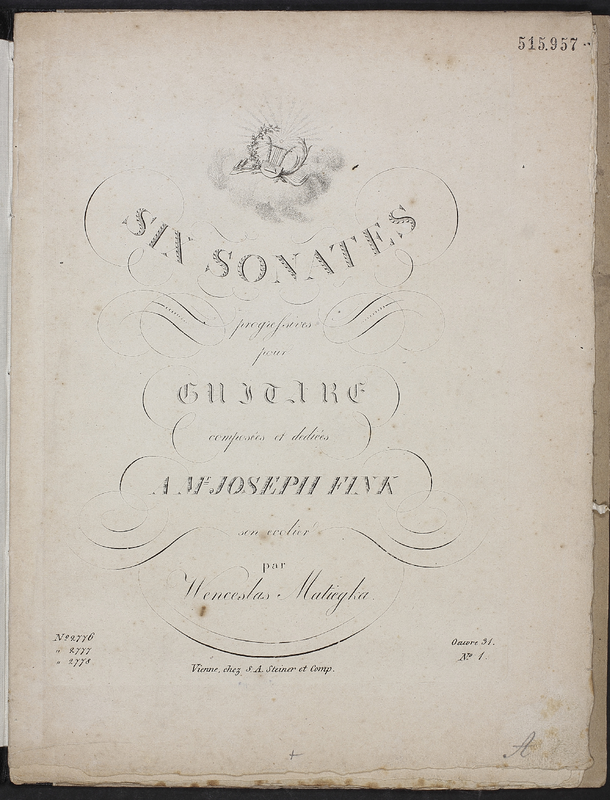 515.957
SIX SONATES
progressives
pour
GUITARE
composées et dediées
A Mr. JOSEPH FINK
son ecolier
par
Wenceslas Matiegka.
No 2776
" 2777
" 2778
Oeuvre 31.
No. 1.
Vienne, chez S. A. Steiner et Comp.
A